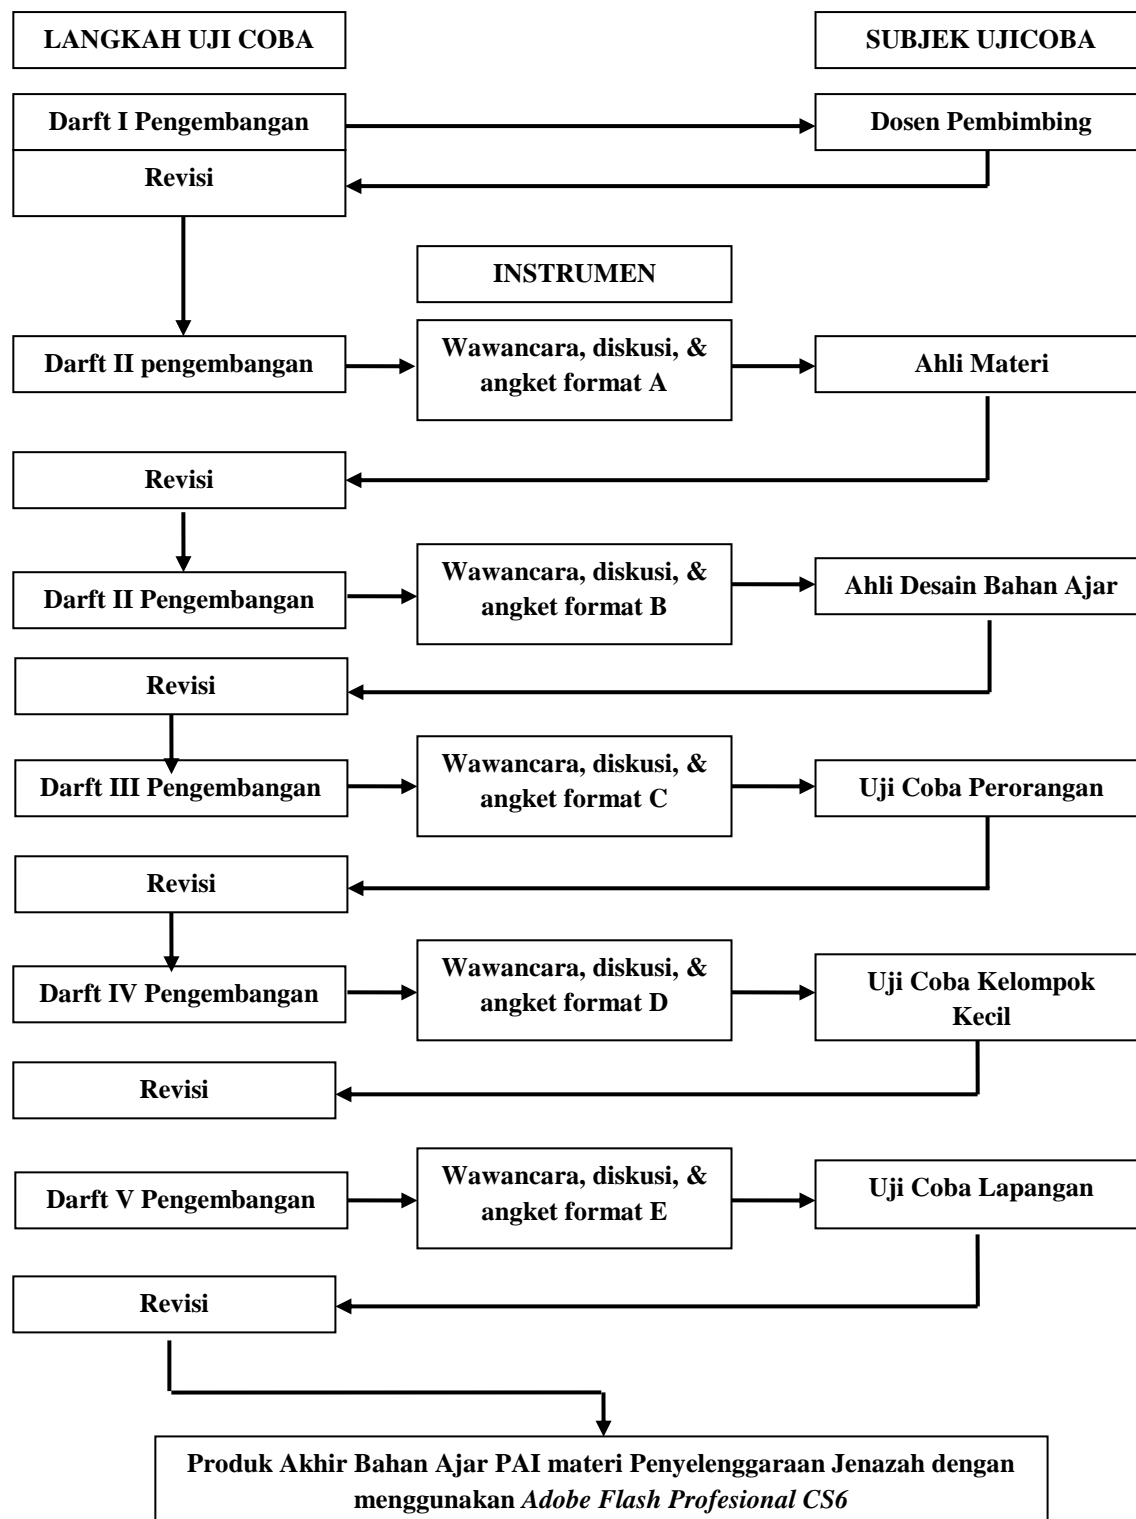 LANGKAH UJI COBA
SUBJEK UJICOBA
Darft I Pengembangan
Dosen Pembimbing
Revisi
INSTRUMEN
Darft II pengembangan
Wawancara, diskusi, &
angket format A
Ahli Materi
Revisi
Darft II Pengembangan
Wawancara, diskusi, &
angket format B
Ahli Desain Bahan Ajar
Revisi
Darft III Pengembangan
Wawancara, diskusi, &
angket format C
Uji Coba Perorangan
Revisi
Darft IV Pengembangan
Wawancara, diskusi, &
angket format D
Uji Coba Kelompok
Kecil
Revisi
Darft V Pengembangan
Wawancara, diskusi, &
angket format E
Uji Coba Lapangan
Revisi
Produk Akhir Bahan Ajar PAI materi Penyelenggaraan Jenazah dengan
menggunakan Adobe Flash Profesional CS6